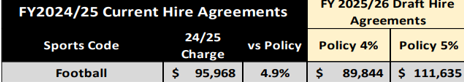 FY2024/25 Current Hire Agreements
FY 2025/26 Draft Hire
Agreements
Sports Code 24/25 Charge vs Policy Policy 4% Policy 5%
Football $ 95,968 4.9% $ 89,844 $ 111,635